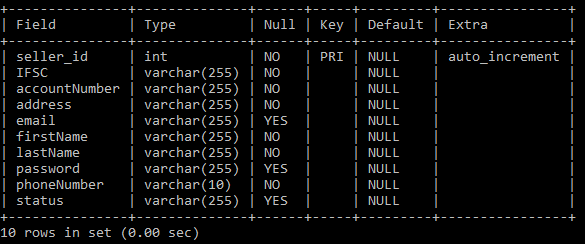 +---------------+--------------+------+-----+---------+----------------+
| Field         | Type         | Null | Key | Default | Extra          |
+---------------+--------------+------+-----+---------+----------------+
| seller_id     | int          | NO   | PRI | NULL    | auto_increment |
| IFSC          | varchar(255) | NO   |     | NULL    |                |
| accountNumber | varchar(255) | NO   |     | NULL    |                |
| address       | varchar(255) | NO   |     | NULL    |                |
| email         | varchar(255) | YES  |     | NULL    |                |
| firstName     | varchar(255) | NO   |     | NULL    |                |
| lastName      | varchar(255) | NO   |     | NULL    |                |
| password      | varchar(255) | YES  |     | NULL    |                |
| phoneNumber   | varchar(10)  | NO   |     | NULL    |                |
| status        | varchar(255) | YES  |     | NULL    |                |
+---------------+--------------+------+-----+---------+----------------+
10 rows in set (0.00 sec)